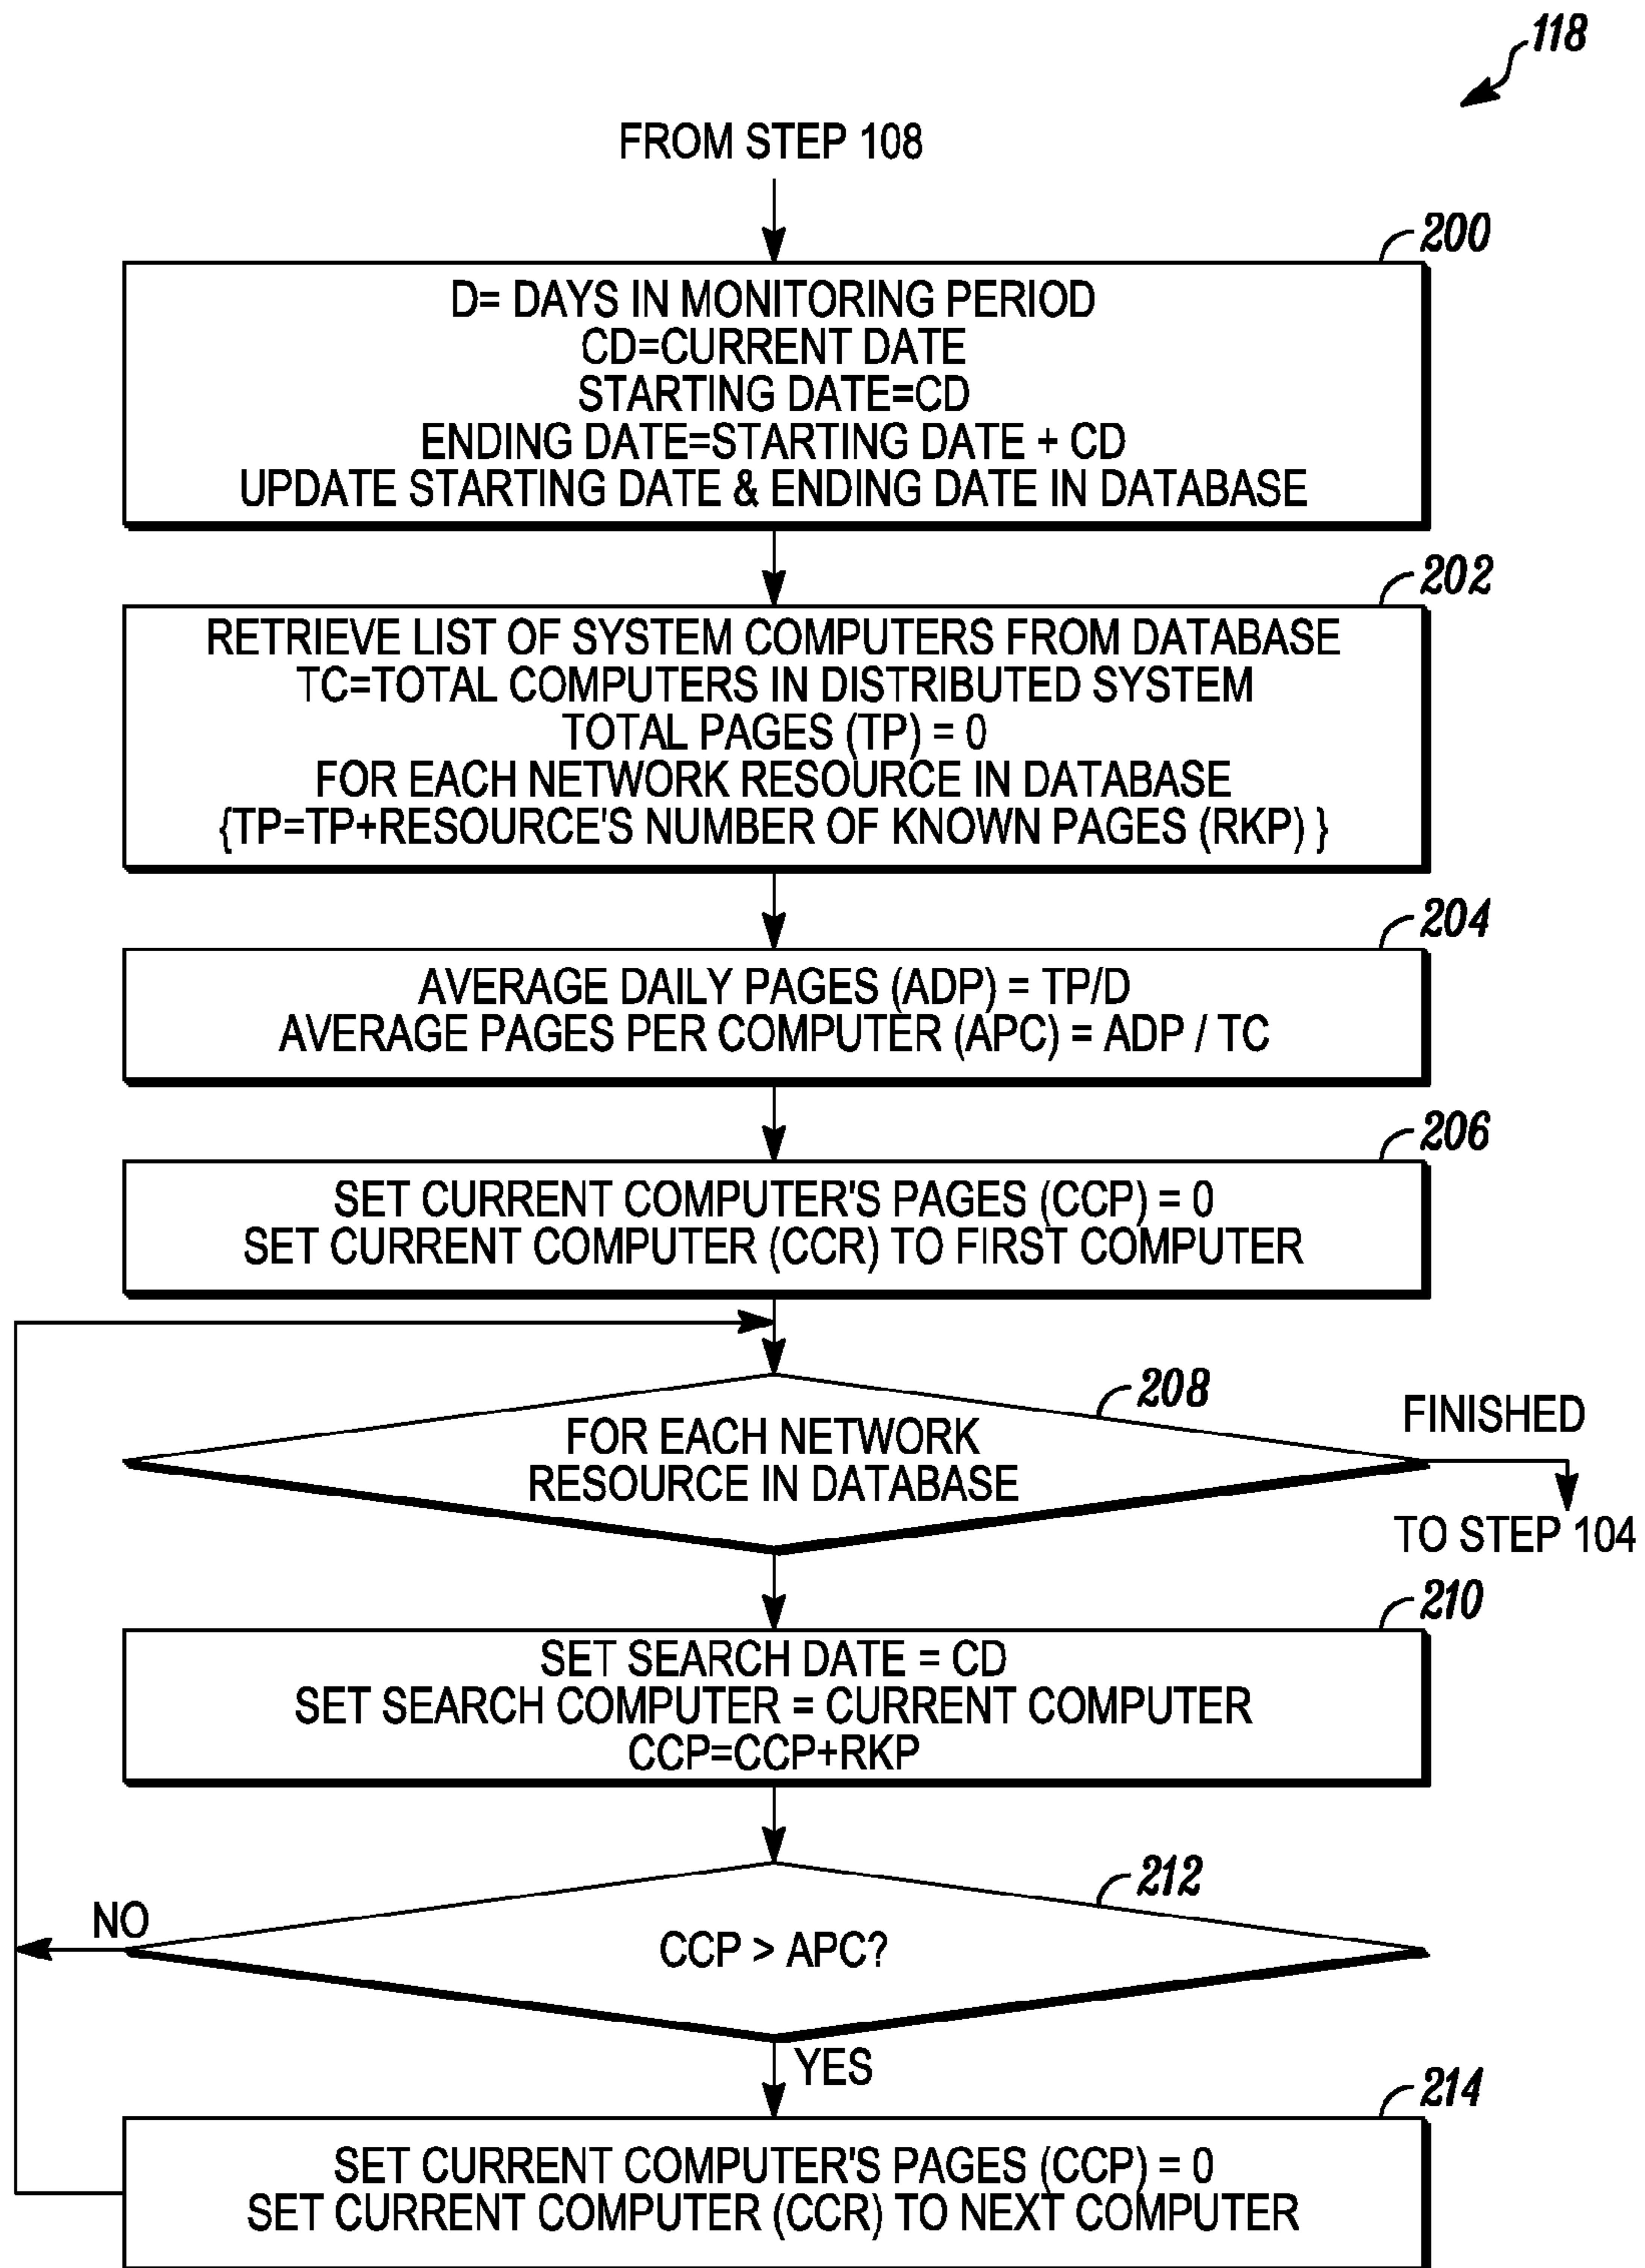 118
FROM STEP 108
200
D= DAYS IN MONITORING PERIOD
CD=CURRENT DATE
STARTING DATE=CD
ENDING DATE=STARTING DATE + CD
UPDATE STARTING DATE & ENDING DATE IN DATABASE
202
RETRIEVE LIST OF SYSTEM COMPUTERS FROM DATABASE
TC=TOTAL COMPUTERS IN DISTRIBUTED SYSTEM
TOTAL PAGES (TP) = 0
FOR EACH NETWORK RESOURCE IN DATABASE
{TP=TP+RESOURCE'S NUMBER OF KNOWN PAGES (RKP) }
204
AVERAGE DAILY PAGES (ADP) = TP/D
AVERAGE PAGES PER COMPUTER (APC) = ADP / TC
206
SET CURRENT COMPUTER'S PAGES (CCP) = 0
SET CURRENT COMPUTER (CCR) TO FIRST COMPUTER
208
FOR EACH NETWORK
RESOURCE IN DATABASE
FINISHED
TO STEP 104
210
SET SEARCH DATE = CD
SET SEARCH COMPUTER = CURRENT COMPUTER
CCP=CCP+RKP
212
NO
CCP > APC?
YES
214
SET CURRENT COMPUTER'S PAGES (CCP) = 0
SET CURRENT COMPUTER (CCR) TO NEXT COMPUTER